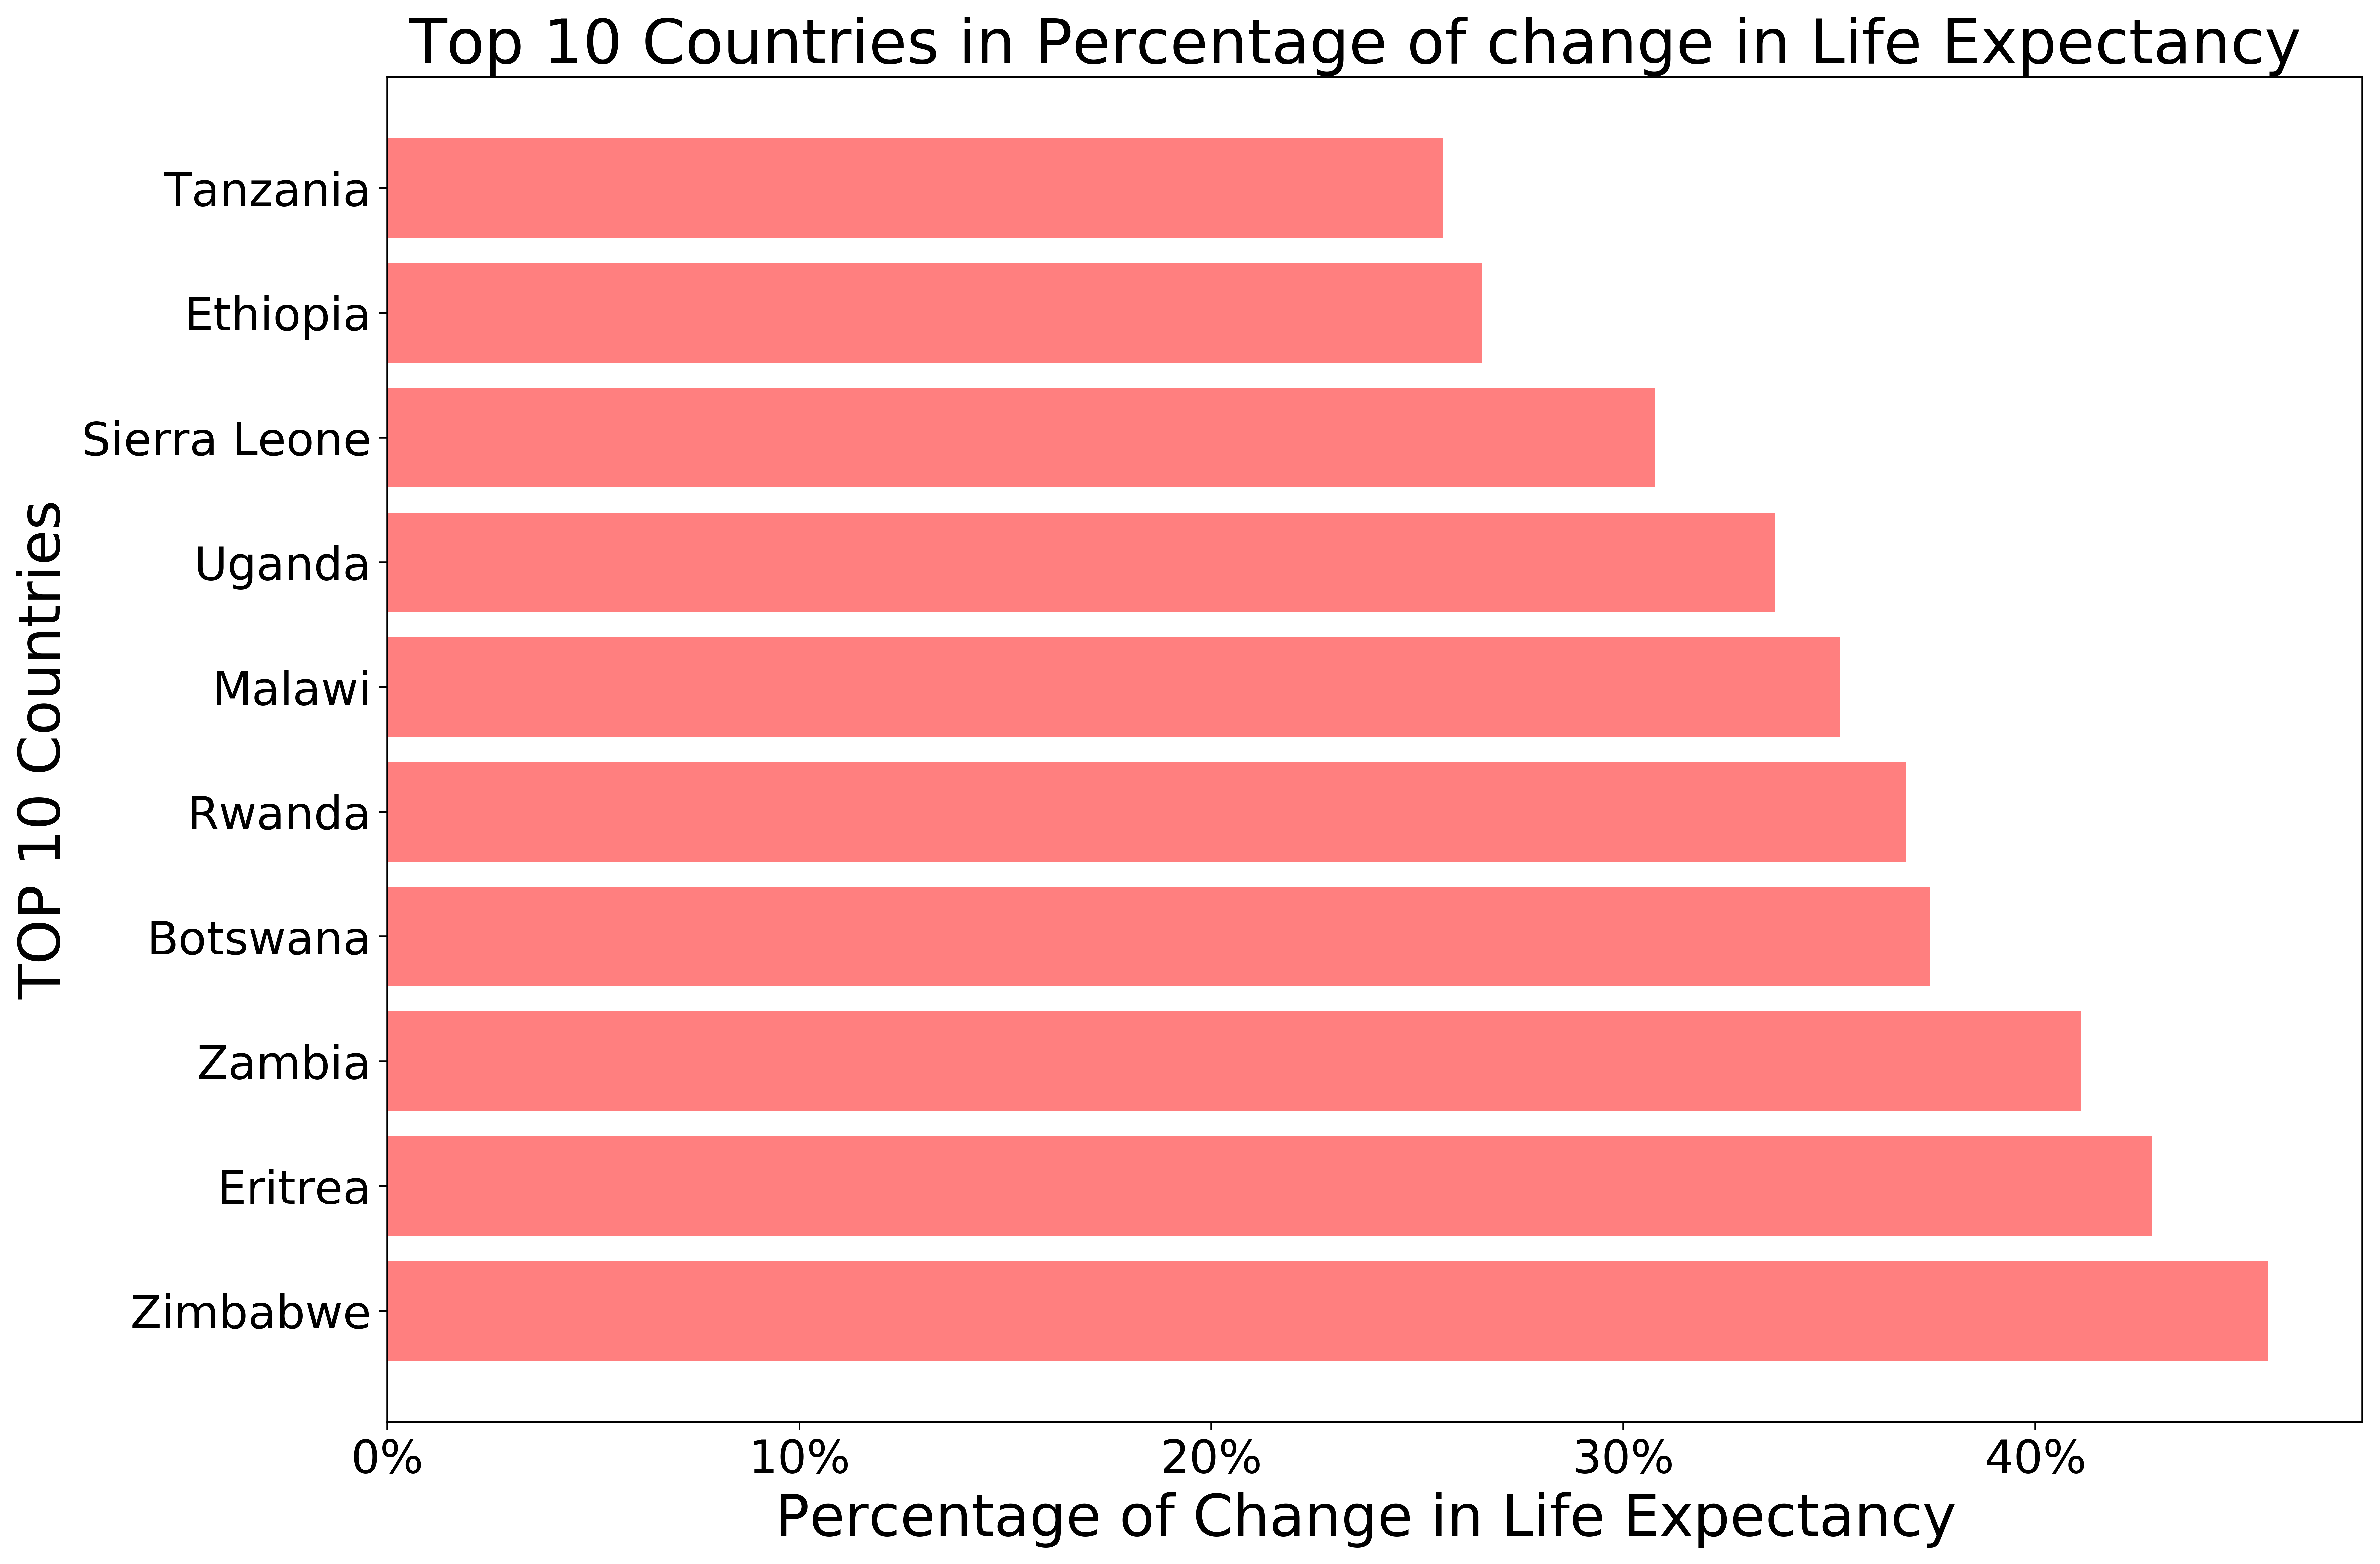 Top 10 Countries in Percentage of change in Life Expectancy
TOP 10 Countries
Tanzania
Ethiopia
Sierra Leone
Uganda
Malawi
Rwanda
Botswana
Zambia
Eritrea
Zimbabwe
0% 10% 20% 30% 40%
Percentage of Change in Life Expectancy